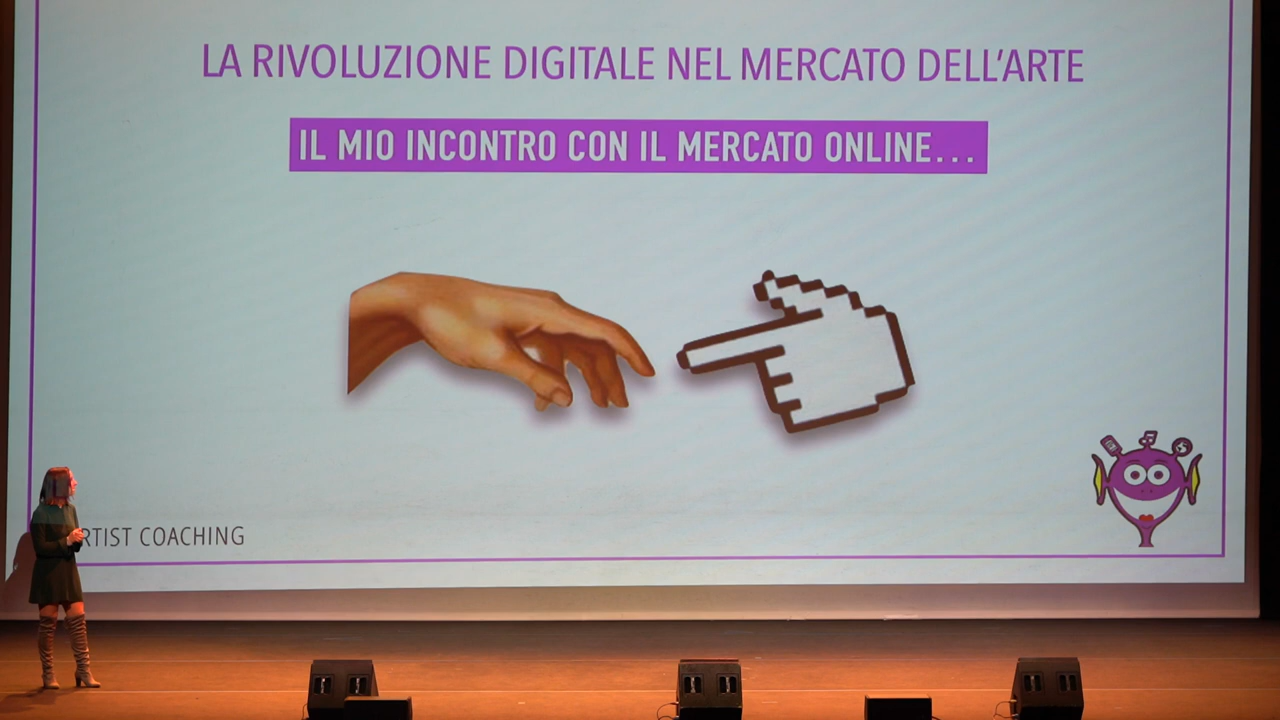 LA RIVOLUZIONE DIGITALE NEL MERCATO DELL'ARTE
IL MIO INCONTRO CON IL MERCATO ONLINE...
RTIST COACHING